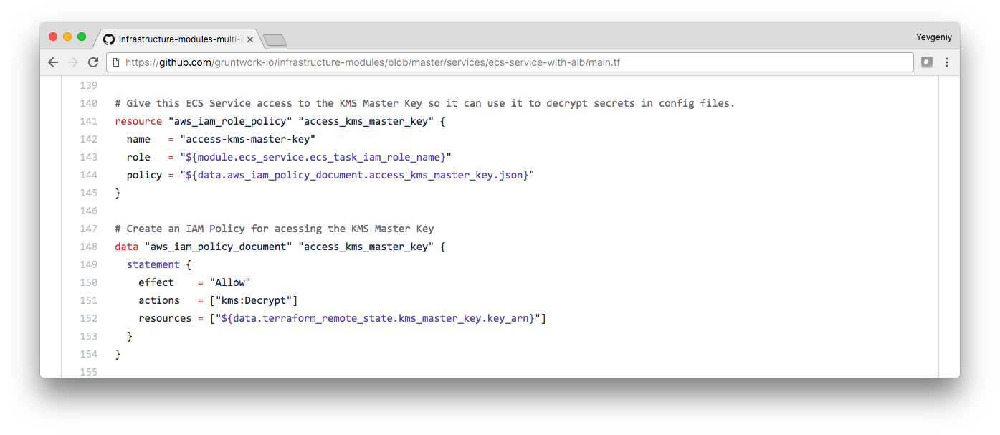 infrastructure-modules-multi-a
Yevgeniy
https://github.com/gruntwork-io/infrastructure-modules/blob/master/services/ecs-service-with-alb/main.tf
139
140 # Give this ECS Service access to the KMS Master Key so it can use it to decrypt secrets in config files.
141 resource "aws_iam_role_policy" "access_kms_master_key" {
142 name = "access-kms-master-key"
143 role = "${module.ecs_service.ecs_task_iam_role_name}"
144 policy = "${data.aws_iam_policy_document.access_kms_master_key.json}"
145 }
146
147 # Create an IAM Policy for acessing the KMS Master Key
148 data "aws_iam_policy_document" "access_kms_master_key" {
149 statement {
150 effect = "Allow"
151 actions = ["kms:Decrypt"]
152 resources = ["${data.terraform_remote_state.kms_master_key.key_arn}"]
153 }
154 }
155